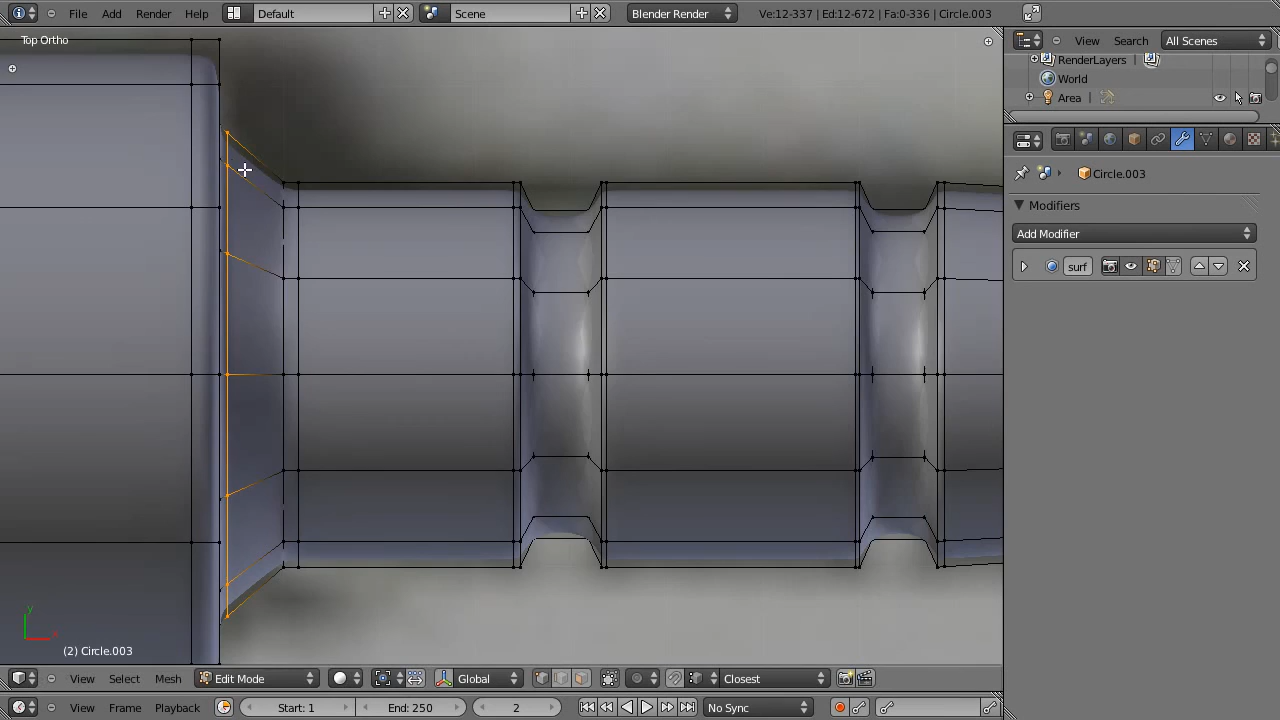 File Add Render Help Default Scene Blender Render Ve:12-337 | Ed:12-672 | Fa:0-336 | Circle.003
Top Ortho
View Search All Scenes
RenderLayers
World
Area
Circle.003
Modifiers
Add Modifier
surf
y
x
(2) Circle.003
View Select Mesh Edit Mode Global Closest
View Frame Playback Start: 1 End: 250 2 No Sync